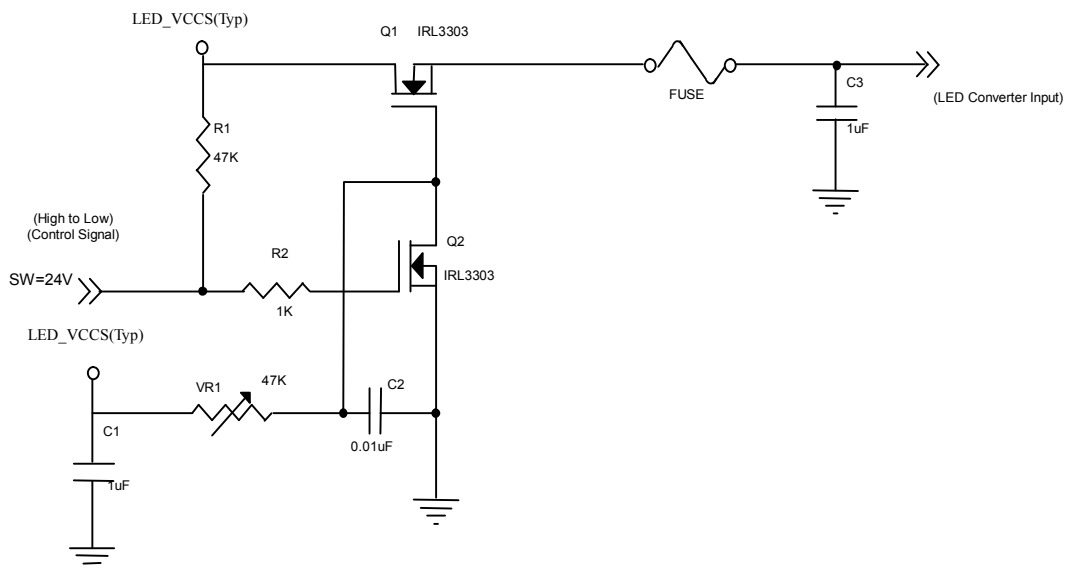 LED_VCCS(Typ)
Q1 IRL3303
FUSE
C3
1uF
(LED Converter Input)
R1
47K
(High to Low)
(Control Signal)
SW=24V
R2
1K
Q2
IRL3303
LED_VCCS(Typ)
VR1
47K
C2
0.01uF
C1
1uF